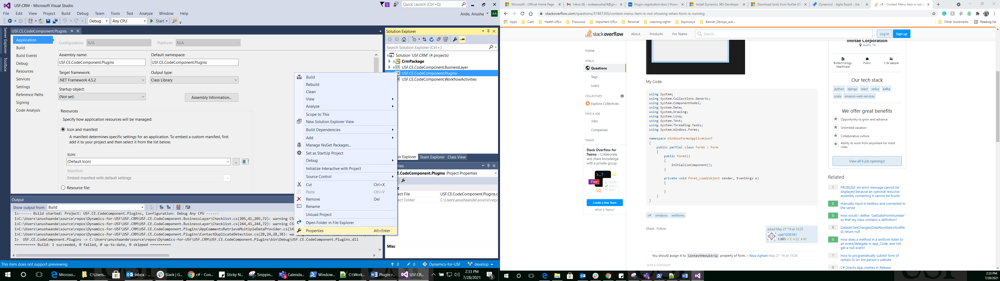 USF.CRM - Microsoft Visual Studio
5
Quick Launch (Ctrl+Q)
File Edit View Project Build Debug Team Tools Test Analyze Window Help
Ande, Anusha AA
Debug Any CPU Start
Server Explorer
Toolbox
USF.CE.CodeComponent.Plugins
Application
Build
Build Events
Debug
Resources
Services
Settings
Reference Paths
Signing
Code Analysis
Configuration: N/A Platform: N/A
Assembly name: Default namespace:
USF.CE.CodeComponent.Plugins USF.CE.CodeComponent.Plugins
Target framework: Output type:
.NET Framework 4.5.2 Class Library
Startup object:
(Not set) Assembly Information...
Resources
Specify how application resources will be managed:
Icon and manifest
A manifest determines specific settings for an application. To embed a custom manifest, first
add it to your project and then select it from the list below.
Icon:
(Default Icon) ...
Manifest:
Embed manifest with default settings
Resource file:
Build
Rebuild
Clean
View
Analyze
Scope to This
New Solution Explorer View
Build Dependencies
Add
Manage NuGet Packages...
Set as StartUp Project
Debug
Initialize Interactive with Project
Source Control
Cut Ctrl+X
Paste Ctrl+V
Remove Del
Rename
Unload Project
Open Folder in File Explorer
Properties Alt+Enter
Solution Explorer
Search Solution Explorer (Ctrl+;)
Solution 'USF.CRM' (4 projects)
CrmPackage
USF.CE.CodeComponent.BusinessLayer
USF.CE.CodeComponent.Plugins
USF.CE.CodeComponent.WorkflowActivities
on Explorer Team Explorer Class View
ties
E.CodeComponent.Plugins Project Properties
c
ect File USF.CE.CodeComponent.Plugins.c
ect Folder C:\Users\anushaande\source\repo
Misc
Output
Show output from: Build
1>------ Build started: Project: USF.CE.CodeComponent.Plugins, Configuration: Debug Any CPU ------
1>C:\Users\anushaande\source\repos\Dynamics-for-USF\USF.CRM\USF.CE.CodeComponent.BusinessLayer\Checklist.cs(205,41,205,72): warning CS
1>C:\Users\anushaande\source\repos\Dynamics-for-USF\USF.CRM\USF.CE.CodeComponent.BusinessLayer\Checklist.cs(244,41,244,72): warning CS
1>C:\Users\anushaande\source\repos\Dynamics-for-USF\USF.CRM\USF.CE.CodeComponent.Plugins\AppCommentsRetrieveMultipleDataProvider.cs(14
1>C:\Users\anushaande\source\repos\Dynamics-for-USF\USF.CRM\USF.CE.CodeComponent.Plugins\ContactDuplicateDetection.cs(28,24,28,38):
1> USF.CE.CodeComponent.Plugins -> C:\Users\anushaande\source\repos\Dynamics-for-USF\USF.CRM\USF.CE.CodeComponent.Plugins\bin\Debug\USF.CE.CodeComponent.Plugins.dll
========== Build: 1 succeeded, 0 failed, 0 up-to-date, 0 skipped ==========
This item does not support previewing 0 0 Dynamics-for-USF develop
Microso... C:\Users... Inbox - ... Slack | G... c# - Con... Sticky N... Snippin... Calenda... Window... C:\Work... Plugin-r... USF.CR... 2:33 PM
7/28/2021
3
Microsoft - Official Home Page Inbox (8) - andeanusha24@gma Plugin-registration.docx | Power Install Dynamics 365 Developer Download tools from NuGet (De Dynamics! - Agile Board - Jira c# - Context Menu Item is not s
stackoverflow.com/questions/37487205/context-menu-item-is-not-showing-when-form-is-running
Apps Cash Health URLs Prounce Important URLs Personal Learning sights Equinoxys Banner_Devops_aut... Other bookmarks Reading list
stackoverflow About Products For Teams Search... Log in Sign up
Home
PUBLIC
Questions
Tags
Users
COLLECTIVES
Explore Collectives
FIND A JOB
Jobs
Companies
TEAMS
Stack Overflow for
Teams – Collaborate
and share knowledge
with a private group.
>_?
Free
Create a free Team
What is Teams?
My Code:
using System;
using System.Collections.Generic;
using System.ComponentModel;
using System.Data;
using System.Drawing;
using System.Linq;
using System.Text;
using System.Threading.Tasks;
using System.Windows.Forms;
namespace WindowsFormsApplication7
{
public partial class Form1 : Form
{
public Form1()
{
InitializeComponent();
}
private void Form1_Load(object sender, EventArgs e)
{
}
}
}
c# windows winforms
Share Follow
asked May 27 '16 at 15:25
user1030181
1,885 5 22 45
You should assign it to ContextMenuStrip property of form. – Reza Aghaei May 27 '16 at 15:26
Add a comment
Invitae Corporation
Austin, TX
Biotechnology, Healthcare
Public
1-5k people
Our tech stack
python django react redux kafka
scala amazon-web-services
We offer great benefits
Opportunity to grow and advance
Unlimited vacation
Collaborative culture
Ability to work from anywhere for most
roles
View all 6 job openings!
Related
1 PROBLEM :An error message cannot be
displayed because an optional resource
assembly containing it cannot be found
0 manually input in textbox and connected to
the server
0 How would I define "GetDataFromNumber"
so that my class contains a definition?
0 Dataset.GetChanges(DataRowState.Modifie
d) return null
0 How does a method in a winform listen to
an event/delegate in App_Code, and not
get a null event?
1 How to programatically submit form of
certain ID on 3rd person's website
0 C# Directx App crashes in Release
2:33 PM
7/28/2021